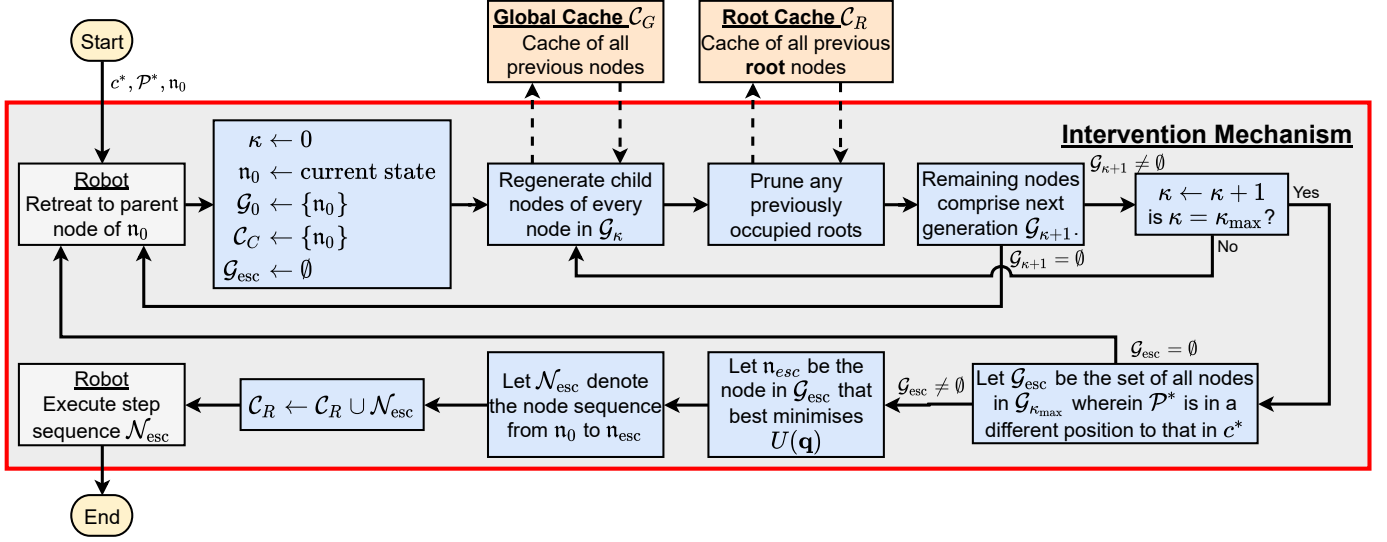 Start
c*, 𝒫*, 𝔫₀
Global Cache 𝒞_G
Cache of all
previous nodes
Root Cache 𝒞_R
Cache of all previous
root nodes
Intervention Mechanism
Robot
Retreat to parent
node of 𝔫₀
κ ← 0
𝔫₀ ← current state
𝒢₀ ← {𝔫₀}
𝒞_C ← {𝔫₀}
𝒢_esc ← ∅
Regenerate child
nodes of every
node in 𝒢_κ
Prune any
previously
occupied roots
Remaining nodes
comprise next
generation 𝒢_{κ+1}.
𝒢_{κ+1} ≠ ∅
𝒢_{κ+1} = ∅
κ ← κ + 1
is κ = κ_max?
Yes
No
𝒢_esc = ∅
Let 𝒢_esc be the set of all nodes
in 𝒢_{κ_max} wherein 𝒫* is in a
different position to that in c*
𝒢_esc ≠ ∅
Let 𝔫_esc be the
node in 𝒢_esc that
best minimises
U(𝐪)
Let 𝒩_esc denote
the node sequence
from 𝔫₀ to 𝔫_esc
𝒞_R ← 𝒞_R ∪ 𝒩_esc
Robot
Execute step
sequence 𝒩_esc
End